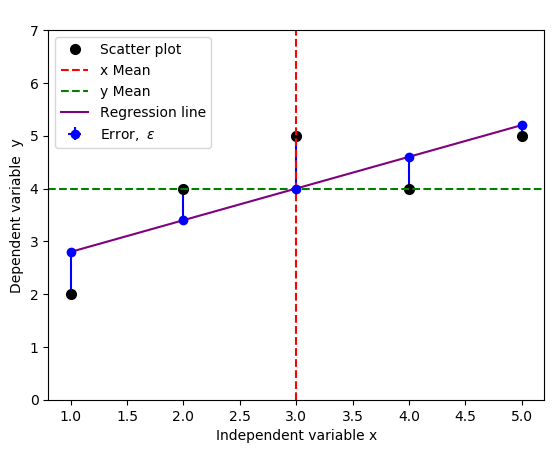 Scatter plot
x Mean
y Mean
Regression line
Error, ε
7
6
5
4
3
2
1
0
Dependent variable y
1.0 1.5 2.0 2.5 3.0 3.5 4.0 4.5 5.0
Independent variable x